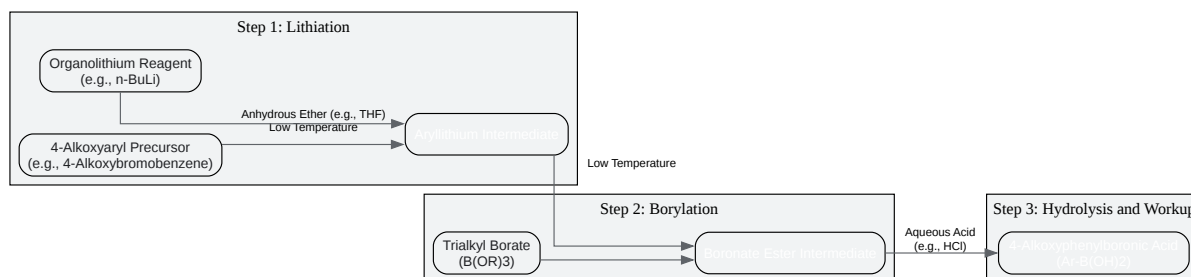 Step 1: Lithiation
Organolithium Reagent
(e.g., n-BuLi)
Anhydrous Ether (e.g., THF)
Low Temperature
Aryllithium Intermediate
4-Alkoxyaryl Precursor
(e.g., 4-Alkoxybromobenzene)
Low Temperature
Step 2: Borylation
Trialkyl Borate
(B(OR)3)
Boronate Ester Intermediate
Aqueous Acid
(e.g., HCl)
Step 3: Hydrolysis and Workup
4-Alkoxyphenylboronic Acid
(Ar-B(OH)2)